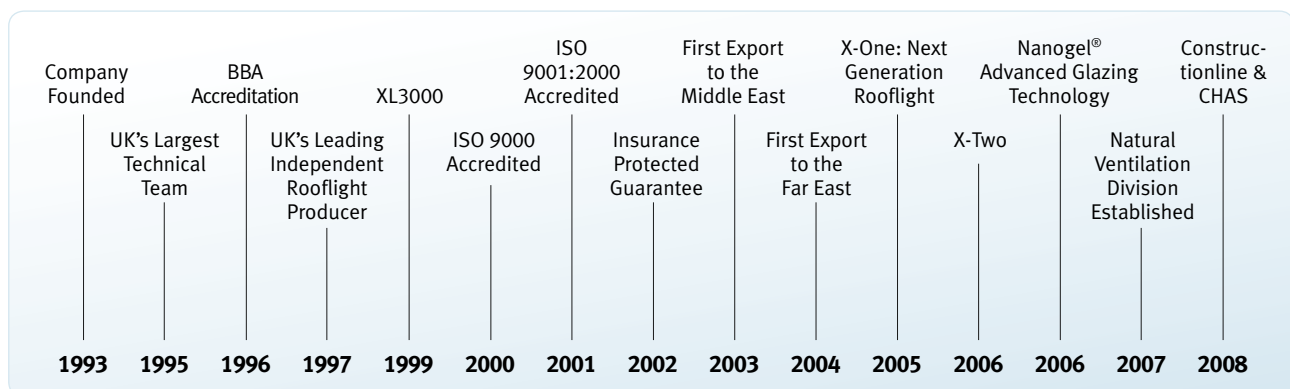 Company
Founded
UK's Largest
Technical
Team
BBA
Accreditation
UK's Leading
Independent
Rooflight
Producer
XL3000
ISO 9000
Accredited
ISO
9001:2000
Accredited
Insurance
Protected
Guarantee
First Export
to the
Middle East
First Export
to the
Far East
X-One: Next
Generation
Rooflight
X-Two
Nanogel®
Advanced Glazing
Technology
Natural
Ventilation
Division
Established
Construc-
tionline &
CHAS
1993 1995 1996 1997 1999 2000 2001 2002 2003 2004 2005 2006 2006 2007 2008